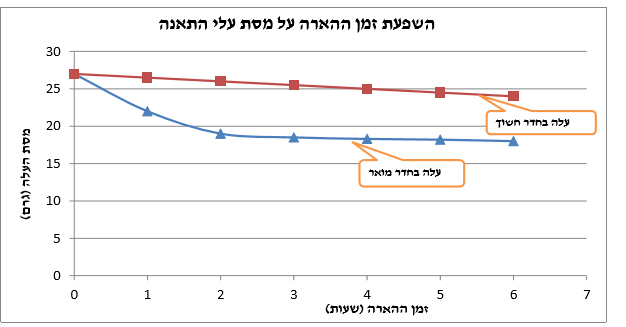 השפעת זמן ההארה על מסת עלי התאנה
מסת העלה (גרם)
30
25
20
15
10
5
0
עלה בחדר חשוך
עלה בחדר מואר
0 1 2 3 4 5 6 7
זמן ההארה (שעות)